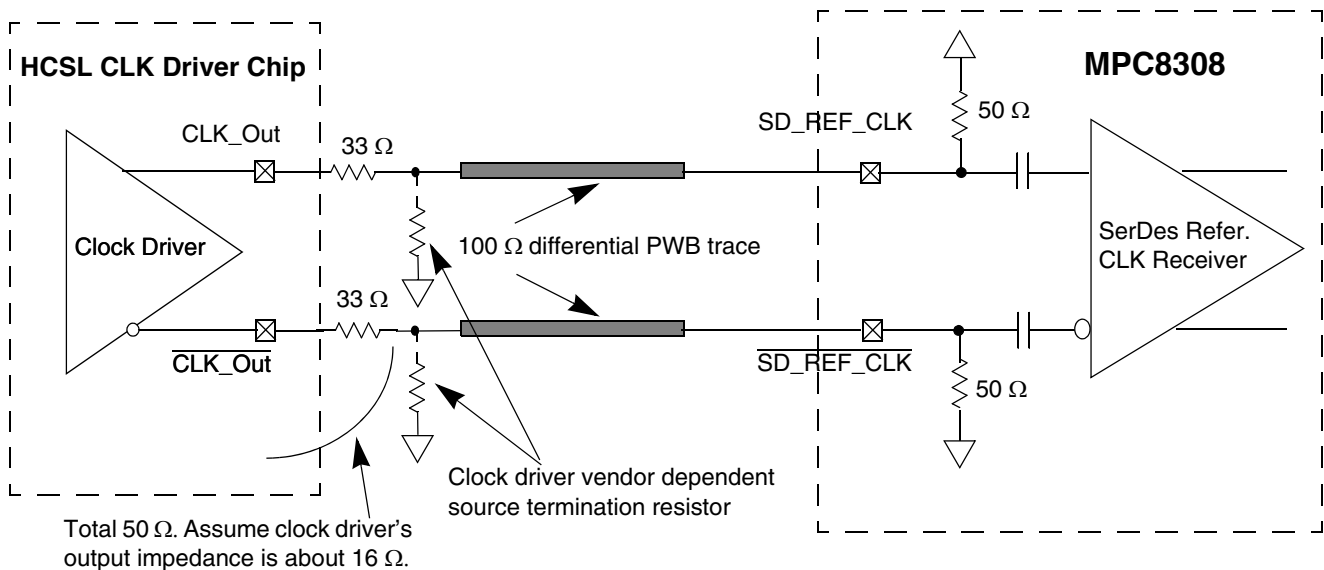 HCSL CLK Driver Chip
MPC8308
CLK_Out
33 Ω
SD_REF_CLK
50 Ω
Clock Driver
100 Ω differential PWB trace
SerDes Refer.
CLK Receiver
33 Ω
CLK_Out
SD_REF_CLK
50 Ω
Clock driver vendor dependent
source termination resistor
Total 50 Ω. Assume clock driver's
output impedance is about 16 Ω.